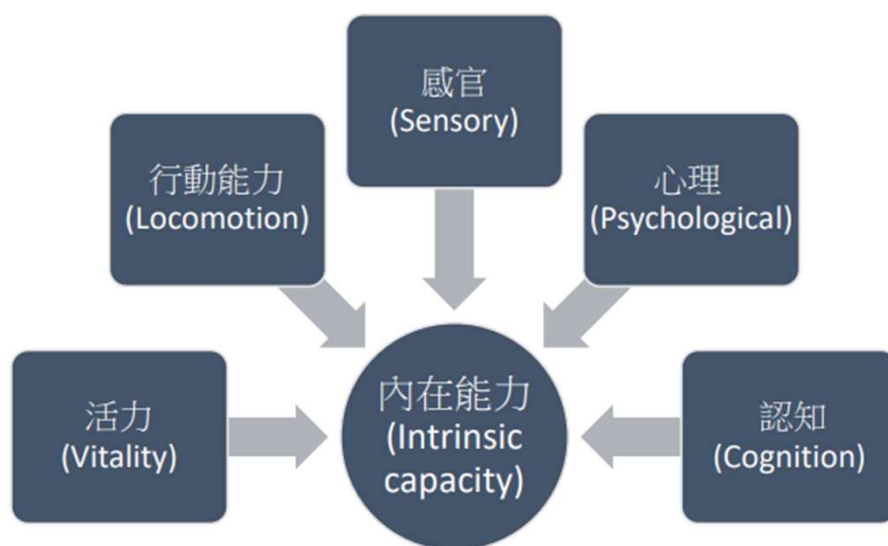 感官
(Sensory)
行動能力
(Locomotion)
心理
(Psychological)
活力
(Vitality)
內在能力
(Intrinsic
capacity)
認知
(Cognition)